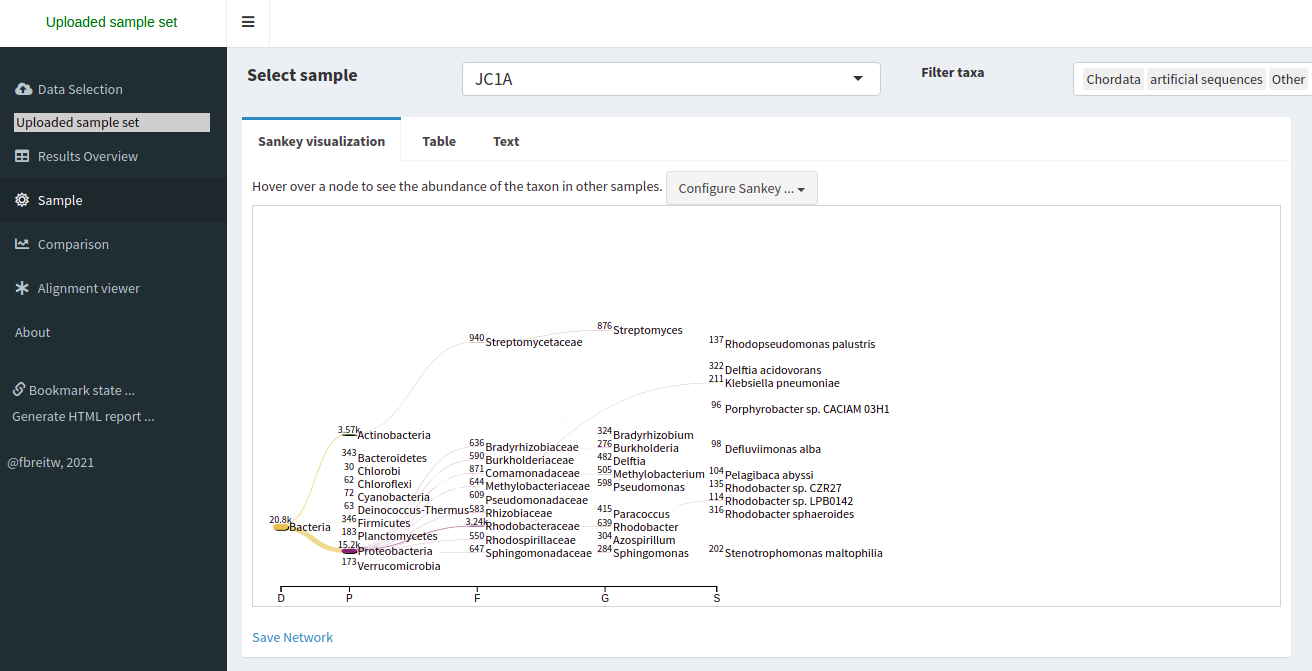 Uploaded sample set
Select sample
JC1A
Filter taxa
Chordata artificial sequences Other
Data Selection
Uploaded sample set
Results Overview
Sample
Comparison
Alignment viewer
About
Bookmark state ...
Generate HTML report ...
@fbreitw, 2021
Sankey visualization Table Text
Hover over a node to see the abundance of the taxon in other samples. Configure Sankey ...
20.8k Bacteria
3.57k Actinobacteria
343 Bacteroidetes
30 Chlorobi
62 Chloroflexi
72 Cyanobacteria
63 Deinococcus-Thermus
346 Firmicutes
183 Planctomycetes
15.2k Proteobacteria
173 Verrucomicrobia
940 Streptomycetaceae
636 Bradyrhizobiaceae
590 Burkholderiaceae
871 Comamonadaceae
644 Methylobacteriaceae
609 Pseudomonadaceae
583 Rhizobiaceae
3.24k Rhodobacteraceae
550 Rhodospirillaceae
647 Sphingomonadaceae
876 Streptomyces
324 Bradyrhizobium
276 Burkholderia
482 Delftia
505 Methylobacterium
598 Pseudomonas
415 Paracoccus
639 Rhodobacter
304 Azospirillum
284 Sphingomonas
137 Rhodopseudomonas palustris
322 Delftia acidovorans
211 Klebsiella pneumoniae
96 Porphyrobacter sp. CACIAM 03H1
98 Defluviimonas alba
104 Pelagibaca abyssi
135 Rhodobacter sp. CZR27
114 Rhodobacter sp. LPB0142
316 Rhodobacter sphaeroides
202 Stenotrophomonas maltophilia
D P F G S
Save Network